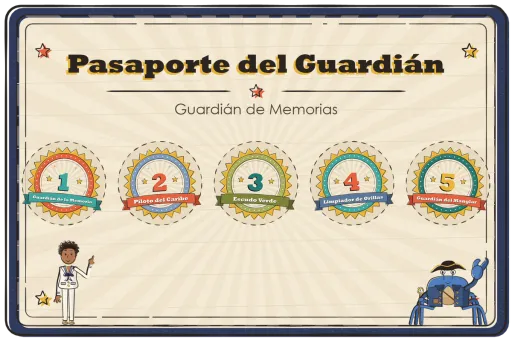 Pasaporte del Guardián
Guardián de Memorias
1
Guardián de la Memoria
2
Piloto del Caribe
3
Escudo Verde
4
Limpiador de Orillas
5
Guardián del Manglar